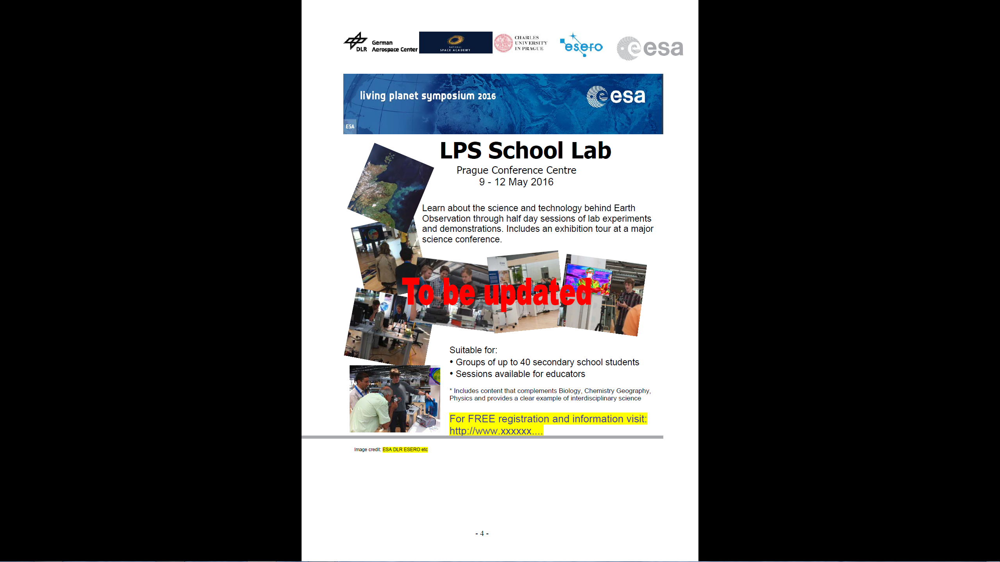 German
DLR Aerospace Center
NATIONAL
SPACE ACADEMY
CHARLES
UNIVERSITY
IN PRAGUE
esero
esa
living planet symposium 2016
esa
ESA
LPS School Lab
Prague Conference Centre
9 - 12 May 2016
Learn about the science and technology behind Earth
Observation through half day sessions of lab experiments
and demonstrations. Includes an exhibition tour at a major
science conference.
To be updated
Suitable for:
• Groups of up to 40 secondary school students
• Sessions available for educators
* Includes content that complements Biology, Chemistry Geography,
Physics and provides a clear example of interdisciplinary science
For FREE registration and information visit:
http://www.xxxxxx....
Image credit: ESA DLR ESERO etc
- 4 -